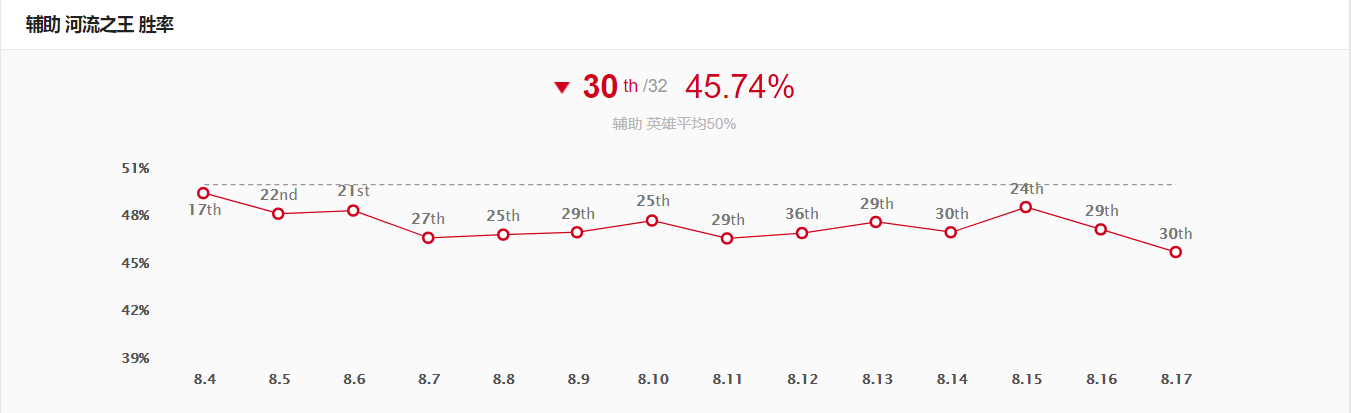 辅助 河流之王 胜率
30 th /32 45.74%
辅助 英雄平均50%
51%
48%
45%
42%
39%
17th 22nd 21st 27th 25th 29th 25th 29th 36th 29th 30th 24th 29th 30th
8.4 8.5 8.6 8.7 8.8 8.9 8.10 8.11 8.12 8.13 8.14 8.15 8.16 8.17